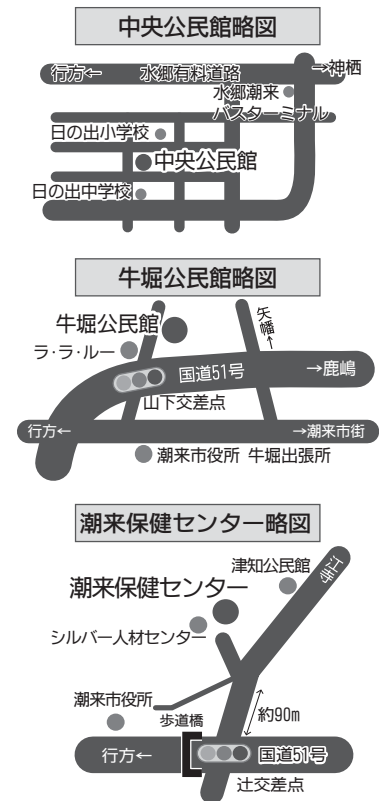 中央公民館略図
行方←
水郷有料道路
→神栖
水郷潮来
バスターミナル
日の出小学校
中央公民館
日の出中学校
牛堀公民館略図
牛堀公民館
矢幡←
ラ・ラ・ルー
国道51号
→鹿嶋
山下交差点
行方←
→潮来市街
潮来市役所 牛堀出張所
潮来保健センター略図
津知公民館
江寺
潮来保健センター
シルバー人材センター
潮来市役所
歩道橋
約90m
行方←
国道51号
辻交差点